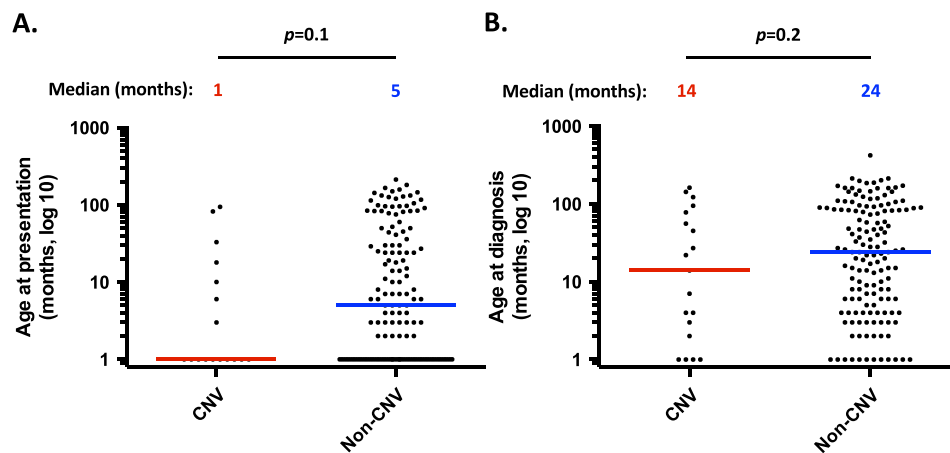 A.
p=0.1
Median (months): 1 5
1000
100
10
1
Age at presentation
(months, log 10)
CNV
Non-CNV
B.
p=0.2
Median (months): 14 24
1000
100
10
1
Age at diagnosis
(months, log 10)
CNV
Non-CNV